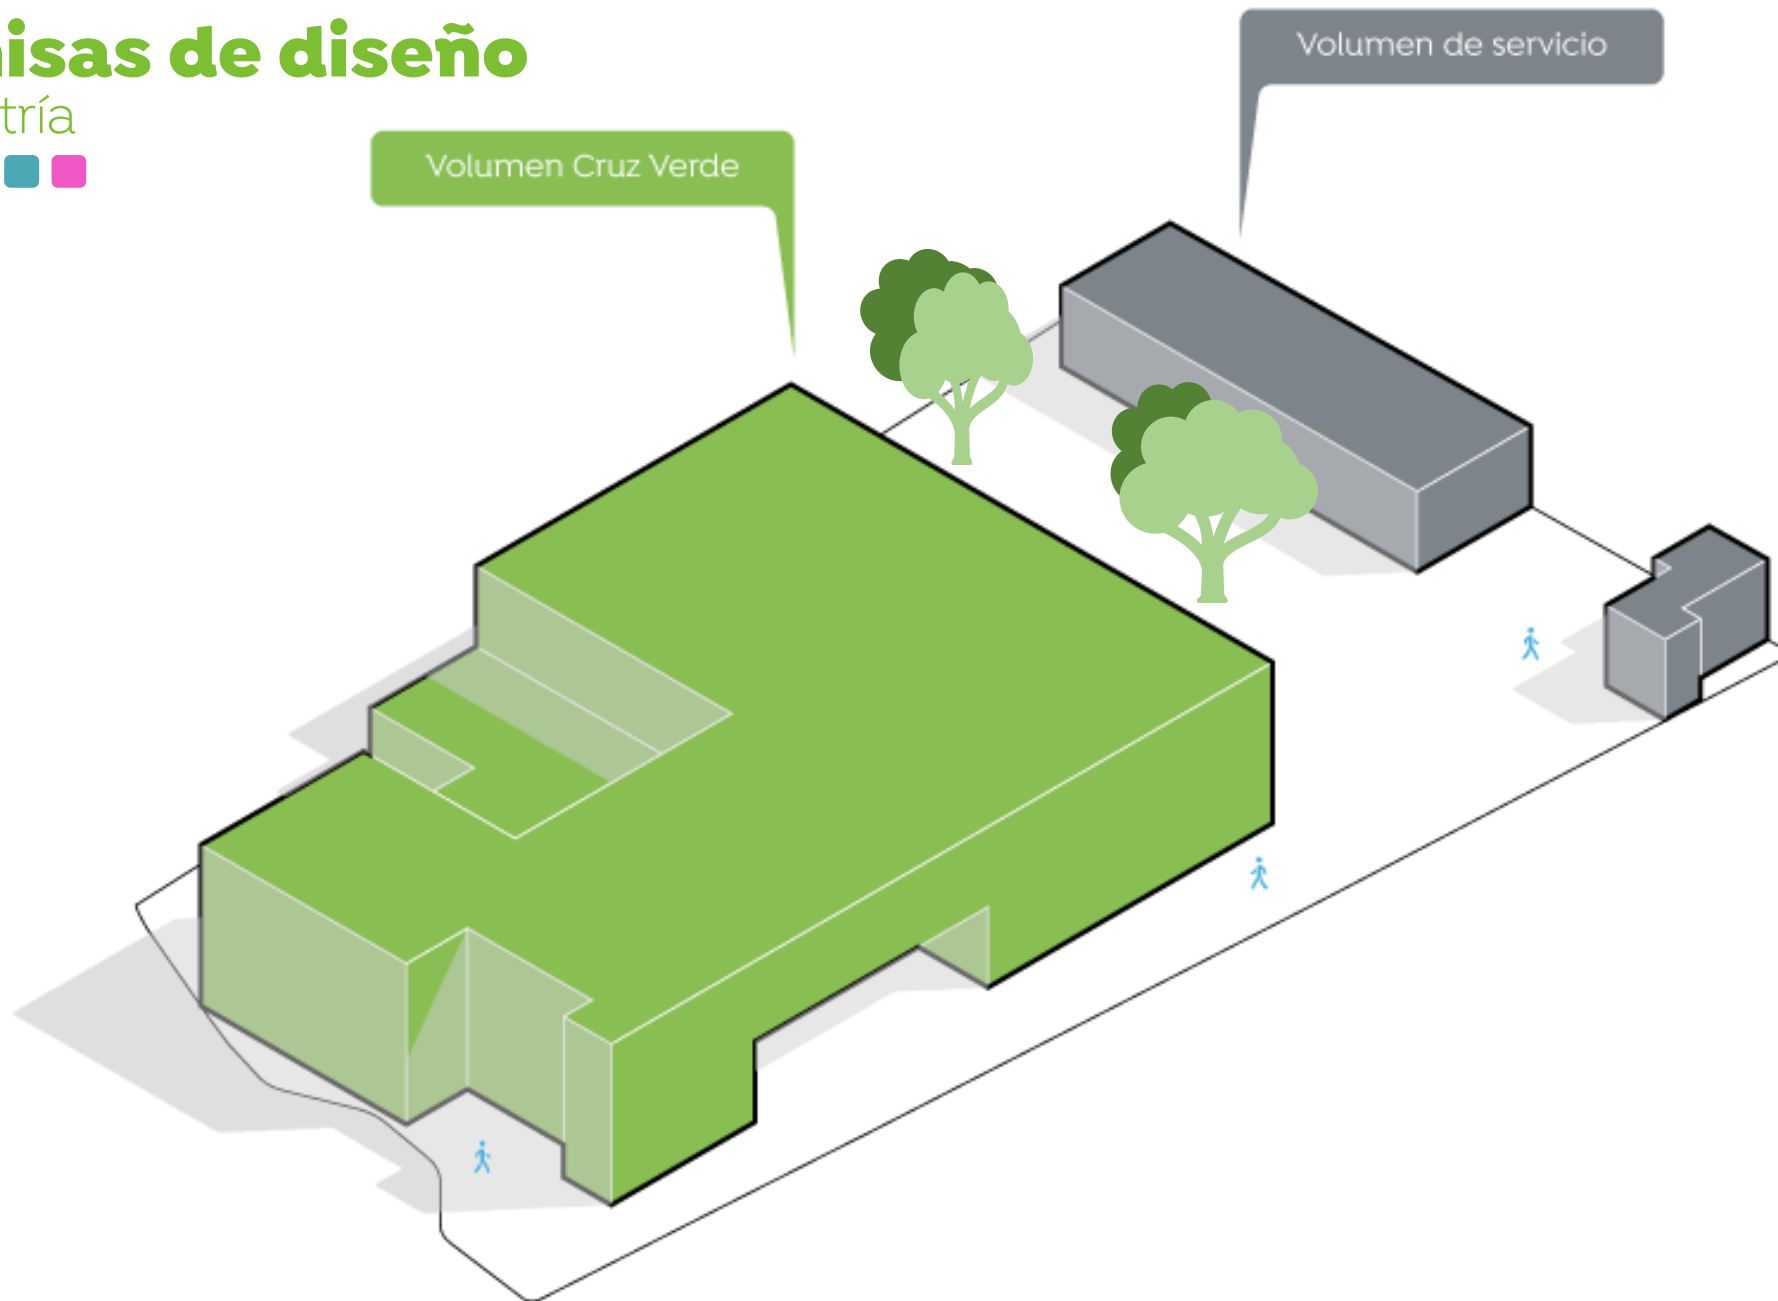 isas de diseño
tría
Volumen de servicio
Volumen Cruz Verde